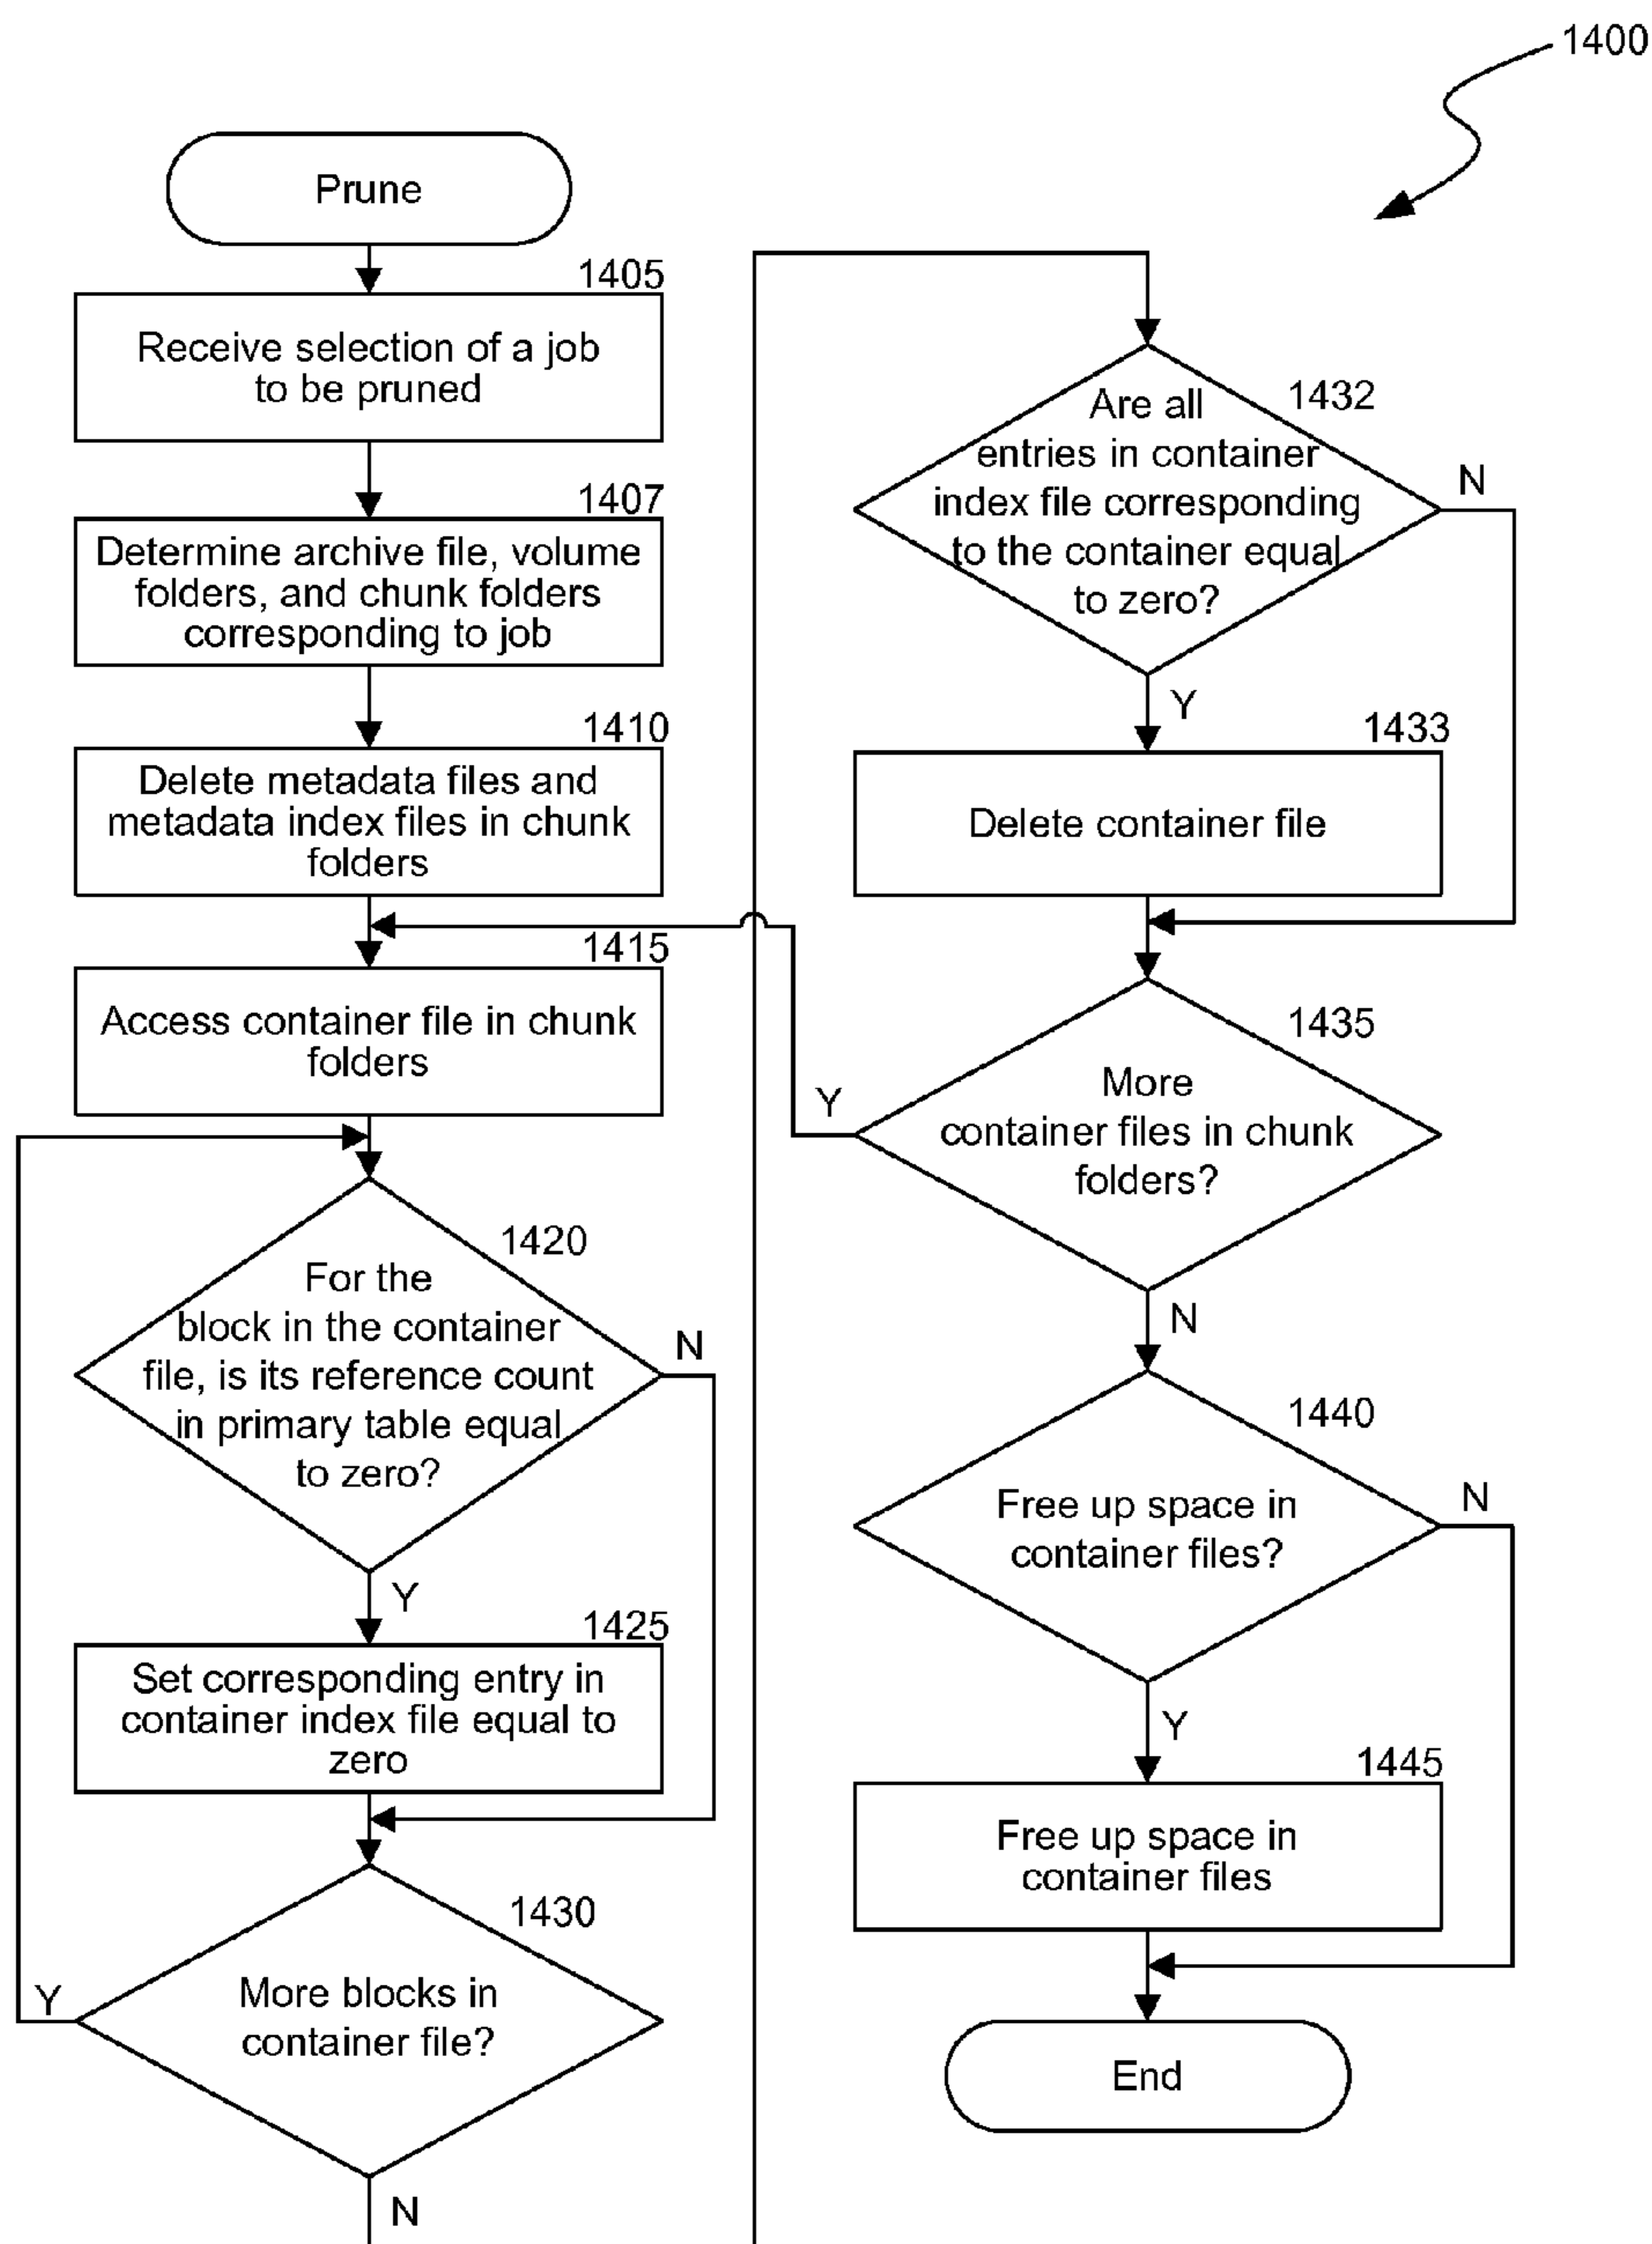 1400
Prune
1405
Receive selection of a job
to be pruned
1407
Determine archive file, volume
folders, and chunk folders
corresponding to job
1410
Delete metadata files and
metadata index files in chunk
folders
1415
Access container file in chunk
folders
1420
For the
block in the container
file, is its reference count
in primary table equal
to zero?
N
Y
1425
Set corresponding entry in
container index file equal to
zero
1430
More blocks in
container file?
Y
N
1432
Are all
entries in container
index file corresponding
to the container equal
to zero?
N
Y
1433
Delete container file
1435
More
container files in chunk
folders?
Y
N
1440
Free up space in
container files?
N
Y
1445
Free up space in
container files
End